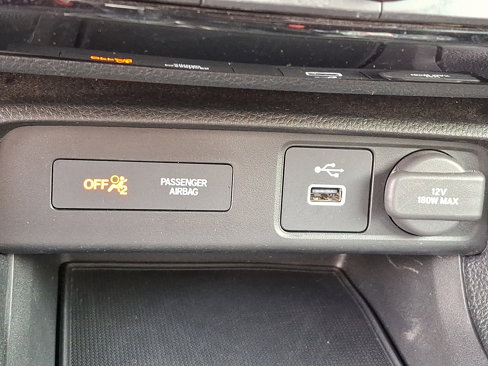 OFF
PASSENGER
AIRBAG
12V
180W MAX